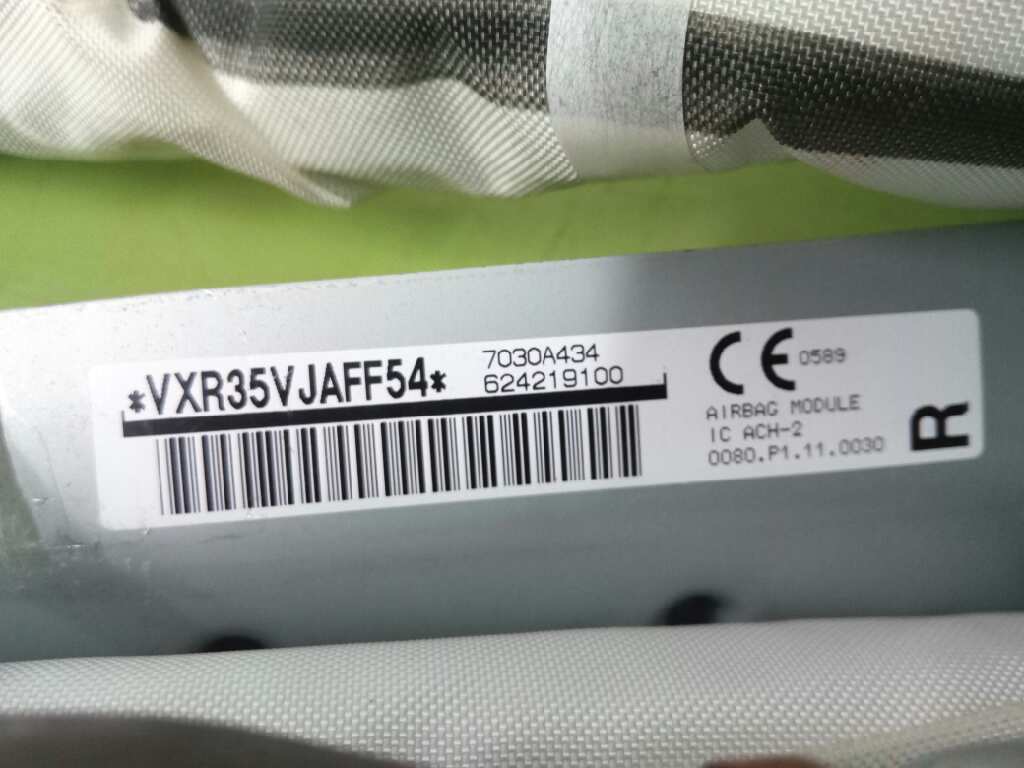 *VXR35VJAFF54*
7030A434
624219100
CE 0589
AIRBAG MODULE
IC ACH-2
0080.P1.11.0030
R